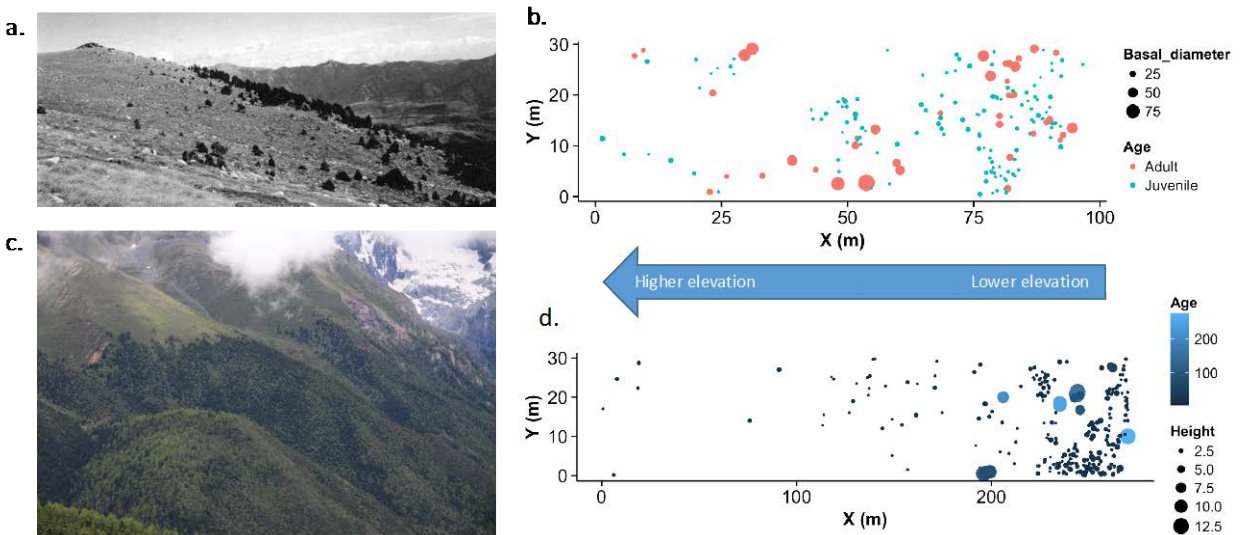 a.
b.
30
20
10
0
Y (m)
0 25 50 75 100
X (m)
Basal_diameter
25
50
75
Age
Adult
Juvenile
c.
Higher elevation Lower elevation
d.
30
20
10
0
Y (m)
0 100 200
X (m)
Age
200
100
Height
2.5
5.0
7.5
10.0
12.5